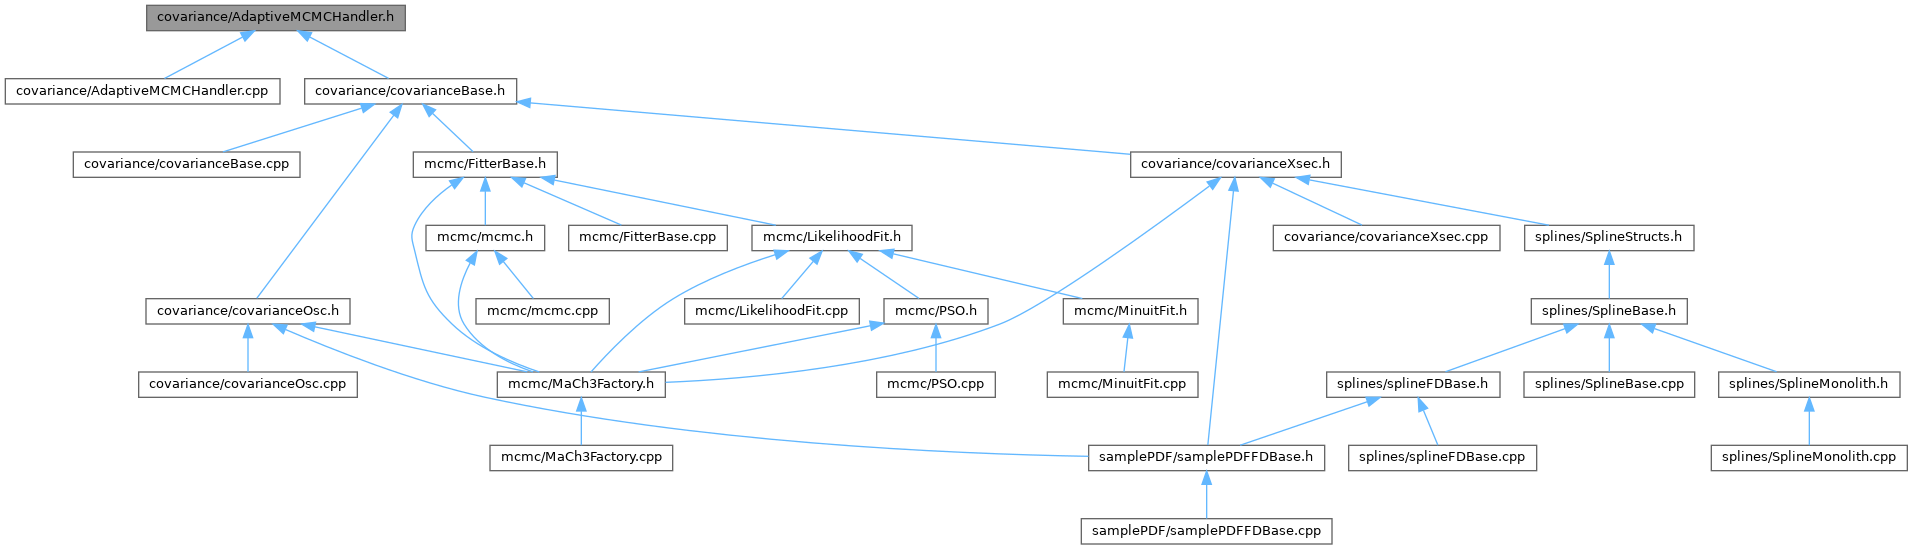 covariance/AdaptiveMCMCHandler.h
covariance/AdaptiveMCMCHandler.cpp
covariance/covarianceBase.h
covariance/covarianceBase.cpp
mcmc/FitterBase.h
covariance/covarianceXsec.h
mcmc/mcmc.h
mcmc/FitterBase.cpp
mcmc/LikelihoodFit.h
covariance/covarianceXsec.cpp
splines/SplineStructs.h
covariance/covarianceOsc.h
mcmc/mcmc.cpp
mcmc/LikelihoodFit.cpp
mcmc/PSO.h
mcmc/MinuitFit.h
splines/SplineBase.h
covariance/covarianceOsc.cpp
mcmc/MaCh3Factory.h
mcmc/PSO.cpp
mcmc/MinuitFit.cpp
splines/splineFDBase.h
splines/SplineBase.cpp
splines/SplineMonolith.h
mcmc/MaCh3Factory.cpp
samplePDF/samplePDFFDBase.h
splines/splineFDBase.cpp
splines/SplineMonolith.cpp
samplePDF/samplePDFFDBase.cpp